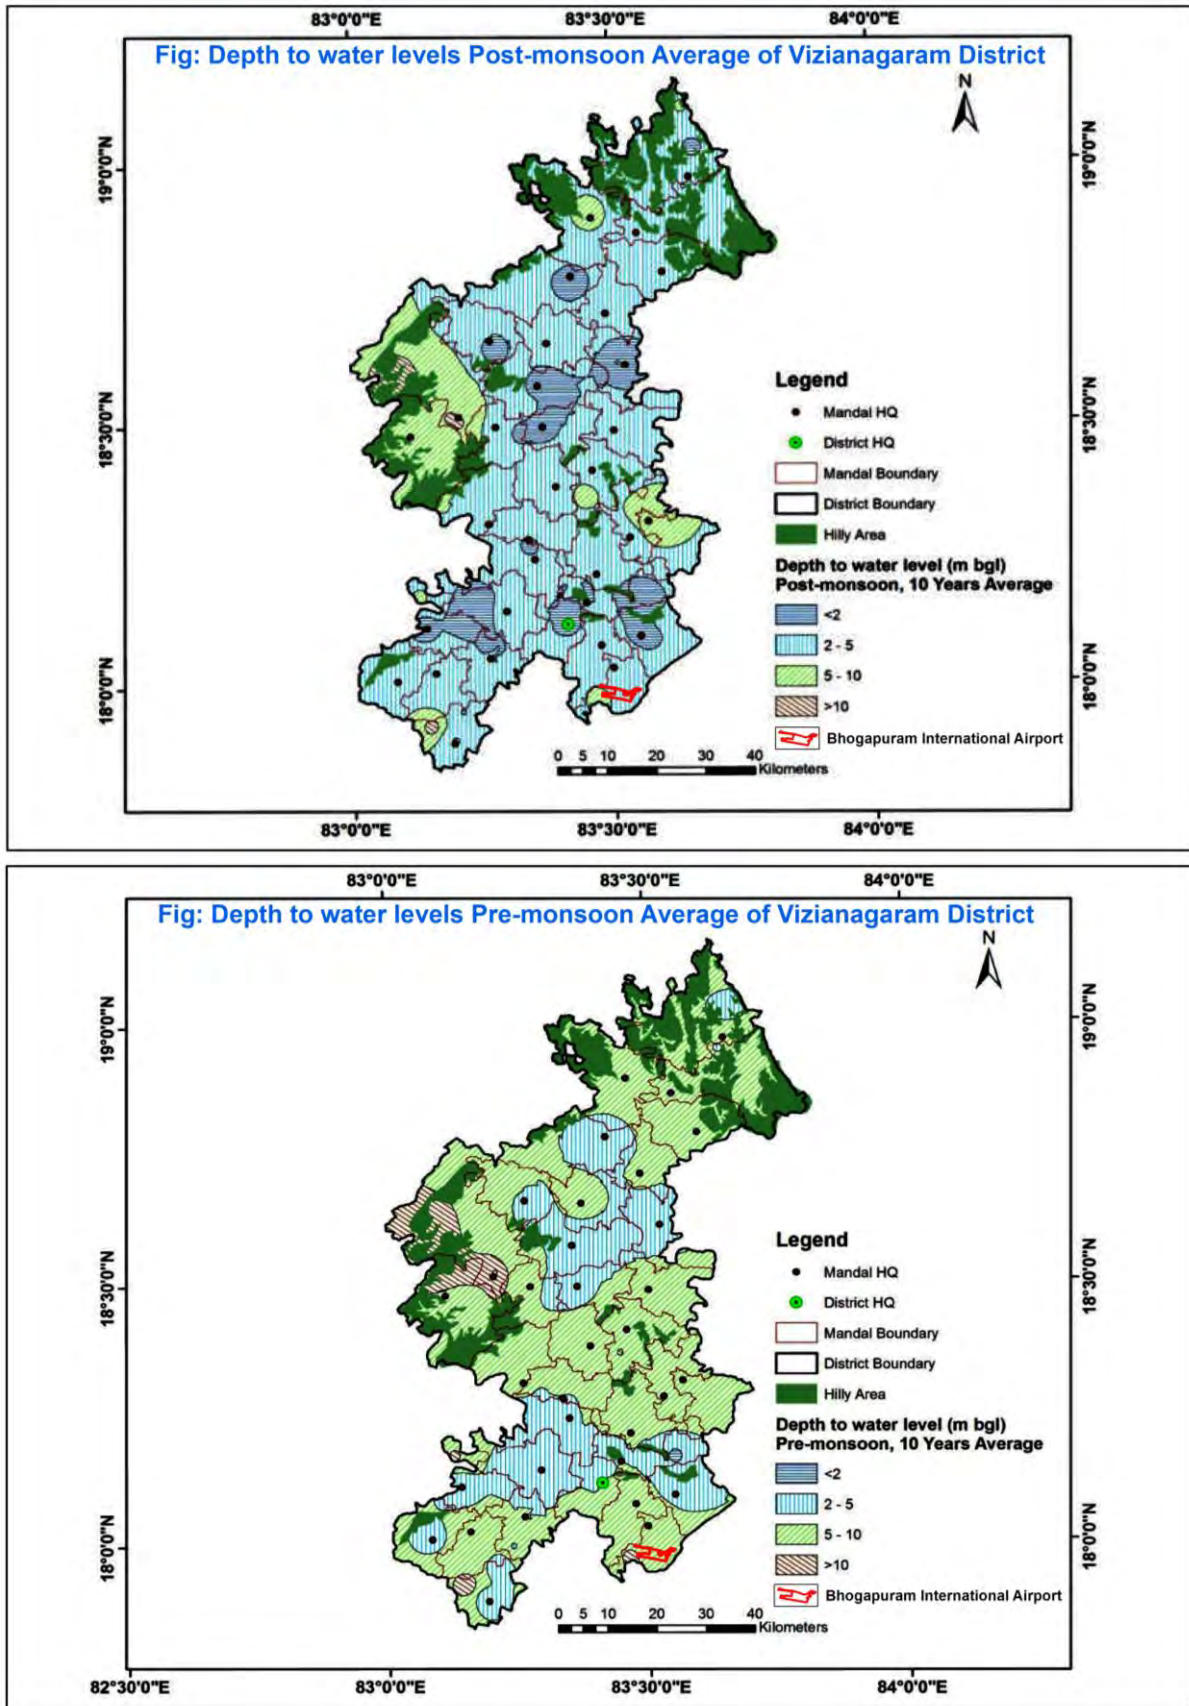 83°0'0"E 83°30'0"E 84°0'0"E
Fig: Depth to water levels Post-monsoon Average of Vizianagaram District
N
19°0'0"N 19°0'0"N
18°30'0"N 18°30'0"N
18°0'0"N 18°0'0"N
Legend
Mandal HQ
District HQ
Mandal Boundary
District Boundary
Hilly Area
Depth to water level (m bgl)
Post-monsoon, 10 Years Average
<2
2 - 5
5 - 10
>10
Bhogapuram International Airport
0 5 10 20 30 40
Kilometers
83°0'0"E 83°30'0"E 84°0'0"E
83°0'0"E 83°30'0"E 84°0'0"E
Fig: Depth to water levels Pre-monsoon Average of Vizianagaram District
N
19°0'0"N 19°0'0"N
18°30'0"N 18°30'0"N
18°0'0"N 18°0'0"N
Legend
Mandal HQ
District HQ
Mandal Boundary
District Boundary
Hilly Area
Depth to water level (m bgl)
Pre-monsoon, 10 Years Average
<2
2 - 5
5 - 10
>10
Bhogapuram International Airport
0 5 10 20 30 40
Kilometers
82°30'0"E 83°0'0"E 83°30'0"E 84°0'0"E